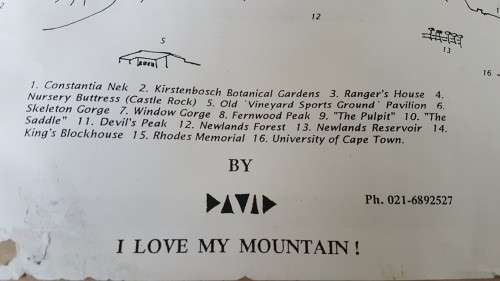 12
5
13
16
1. Constantia Nek 2. Kirstenbosch Botanical Gardens 3. Ranger's House 4.
Nursery Buttress (Castle Rock) 5. Old `Vineyard Sports Ground` Pavilion 6.
Skeleton Gorge 7. Window Gorge 8. Fernwood Peak 9. "The Pulpit" 10. "The
Saddle" 11. Devil's Peak 12. Newlands Forest 13. Newlands Reservoir 14.
King's Blockhouse 15. Rhodes Memorial 16. University of Cape Town.
BY
DAVID
Ph. 021-6892527
I LOVE MY MOUNTAIN !